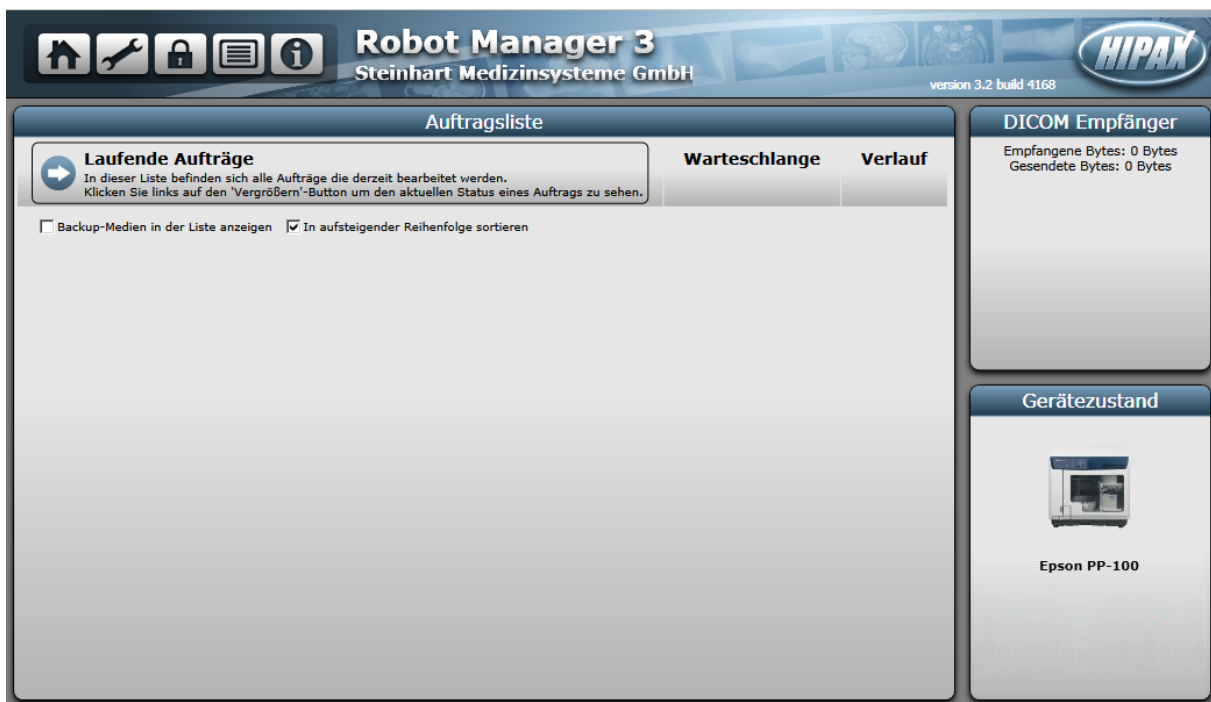 Robot Manager 3
Steinhart Medizinsysteme GmbH
HIPAX
version 3.2 build 4168
Auftragsliste
Laufende Aufträge
In dieser Liste befinden sich alle Aufträge die derzeit bearbeitet werden.
Klicken Sie links auf den 'Vergrößern'-Button um den aktuellen Status eines Auftrags zu sehen.
Warteschlange
Verlauf
Backup-Medien in der Liste anzeigen
In aufsteigender Reihenfolge sortieren
DICOM Empfänger
Empfangene Bytes: 0 Bytes
Gesendete Bytes: 0 Bytes
Gerätezustand
Epson PP-100